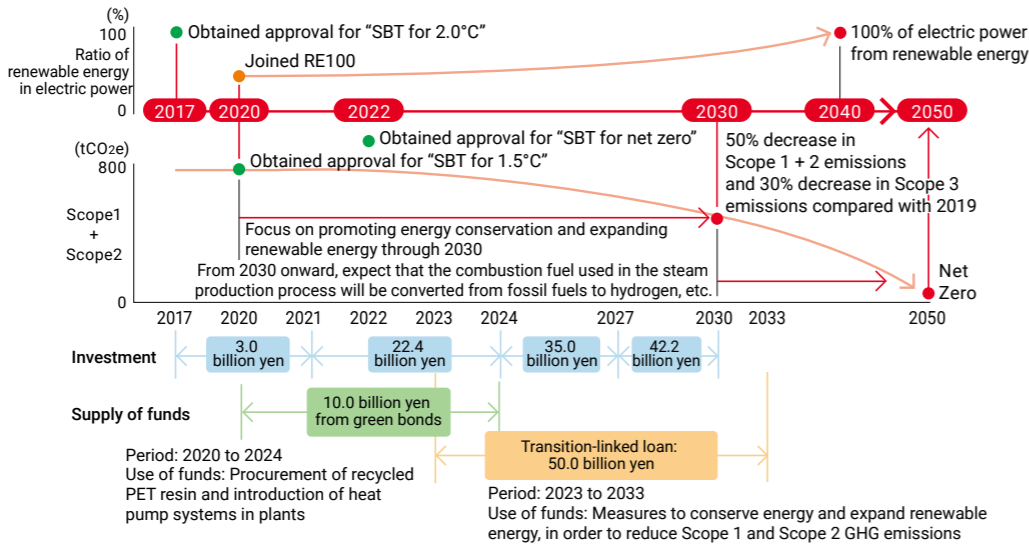 (%)
100
Ratio of
renewable energy
in electric power
0
Obtained approval for “SBT for 2.0°C”
Joined RE100
100% of electric power
from renewable energy
2017
2020
2022
2030
2040
2050
(tCO2e)
800
Scope1
+
Scope2
0
Obtained approval for “SBT for net zero”
Obtained approval for “SBT for 1.5°C”
50% decrease in
Scope 1 + 2 emissions
and 30% decrease in Scope 3
emissions compared with 2019
Focus on promoting energy conservation and expanding
renewable energy through 2030
From 2030 onward, expect that the combustion fuel used in the steam
production process will be converted from fossil fuels to hydrogen, etc.
Net
Zero
2017
2020
2021
2022
2023
2024
2027
2030
2033
2050
Investment
3.0
billion yen
22.4
billion yen
35.0
billion yen
42.2
billion yen
Supply of funds
10.0 billion yen
from green bonds
Transition-linked loan:
50.0 billion yen
Period: 2020 to 2024
Use of funds: Procurement of recycled
PET resin and introduction of heat
pump systems in plants
Period: 2023 to 2033
Use of funds: Measures to conserve energy and expand renewable
energy, in order to reduce Scope 1 and Scope 2 GHG emissions